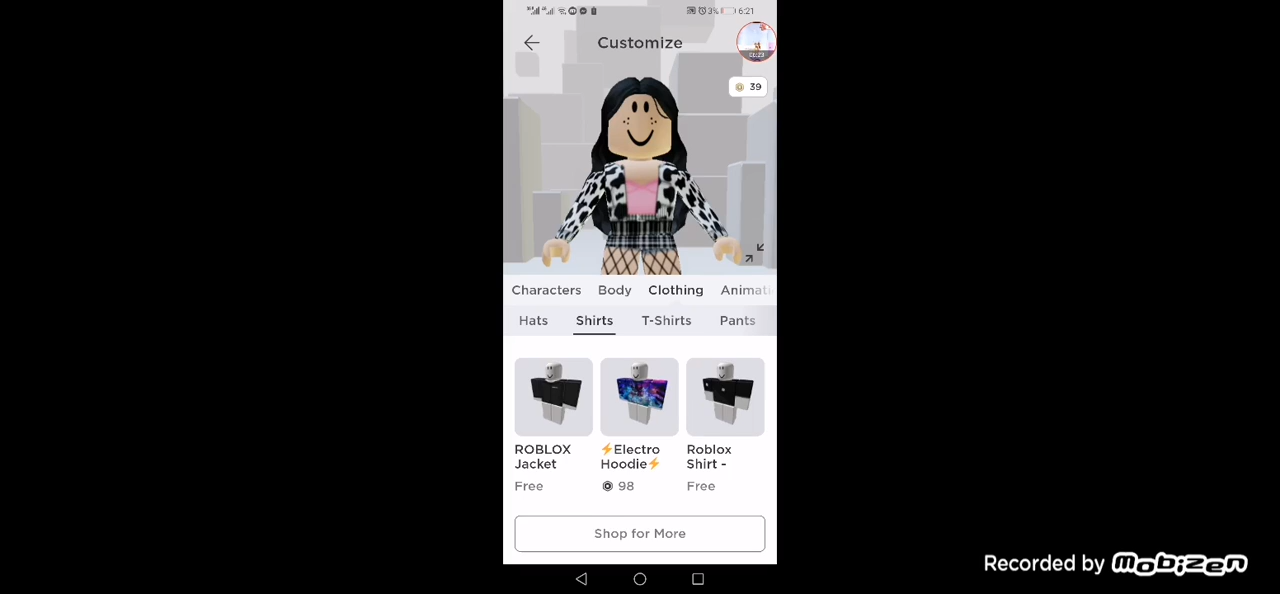 3% 6:21
Customize
39
Characters Body Clothing Animati
Hats Shirts T-Shirts Pants
ROBLOX Jacket
Free
⚡Electro Hoodie⚡
98
Roblox Shirt -
Free
Shop for More
Recorded by mobizen